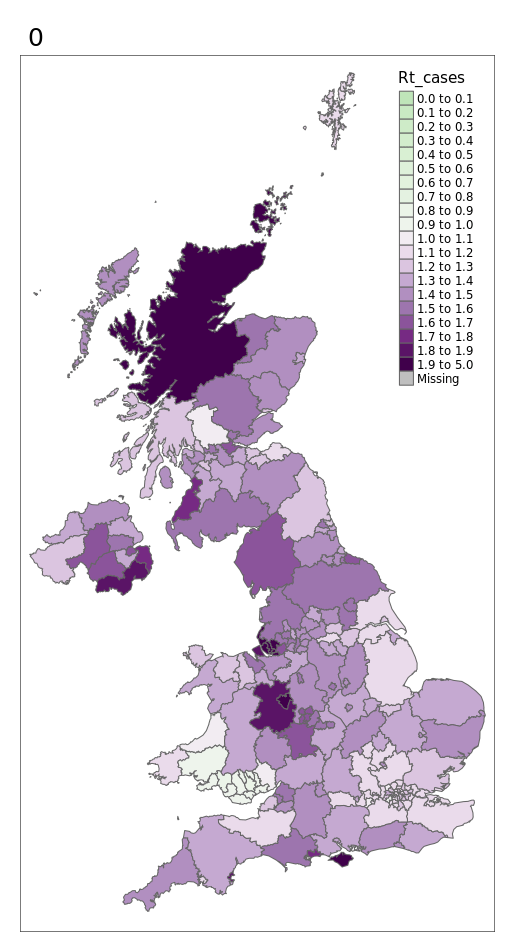 0
Rt_cases
0.0 to 0.1
0.1 to 0.2
0.2 to 0.3
0.3 to 0.4
0.4 to 0.5
0.5 to 0.6
0.6 to 0.7
0.7 to 0.8
0.8 to 0.9
0.9 to 1.0
1.0 to 1.1
1.1 to 1.2
1.2 to 1.3
1.3 to 1.4
1.4 to 1.5
1.5 to 1.6
1.6 to 1.7
1.7 to 1.8
1.8 to 1.9
1.9 to 5.0
Missing